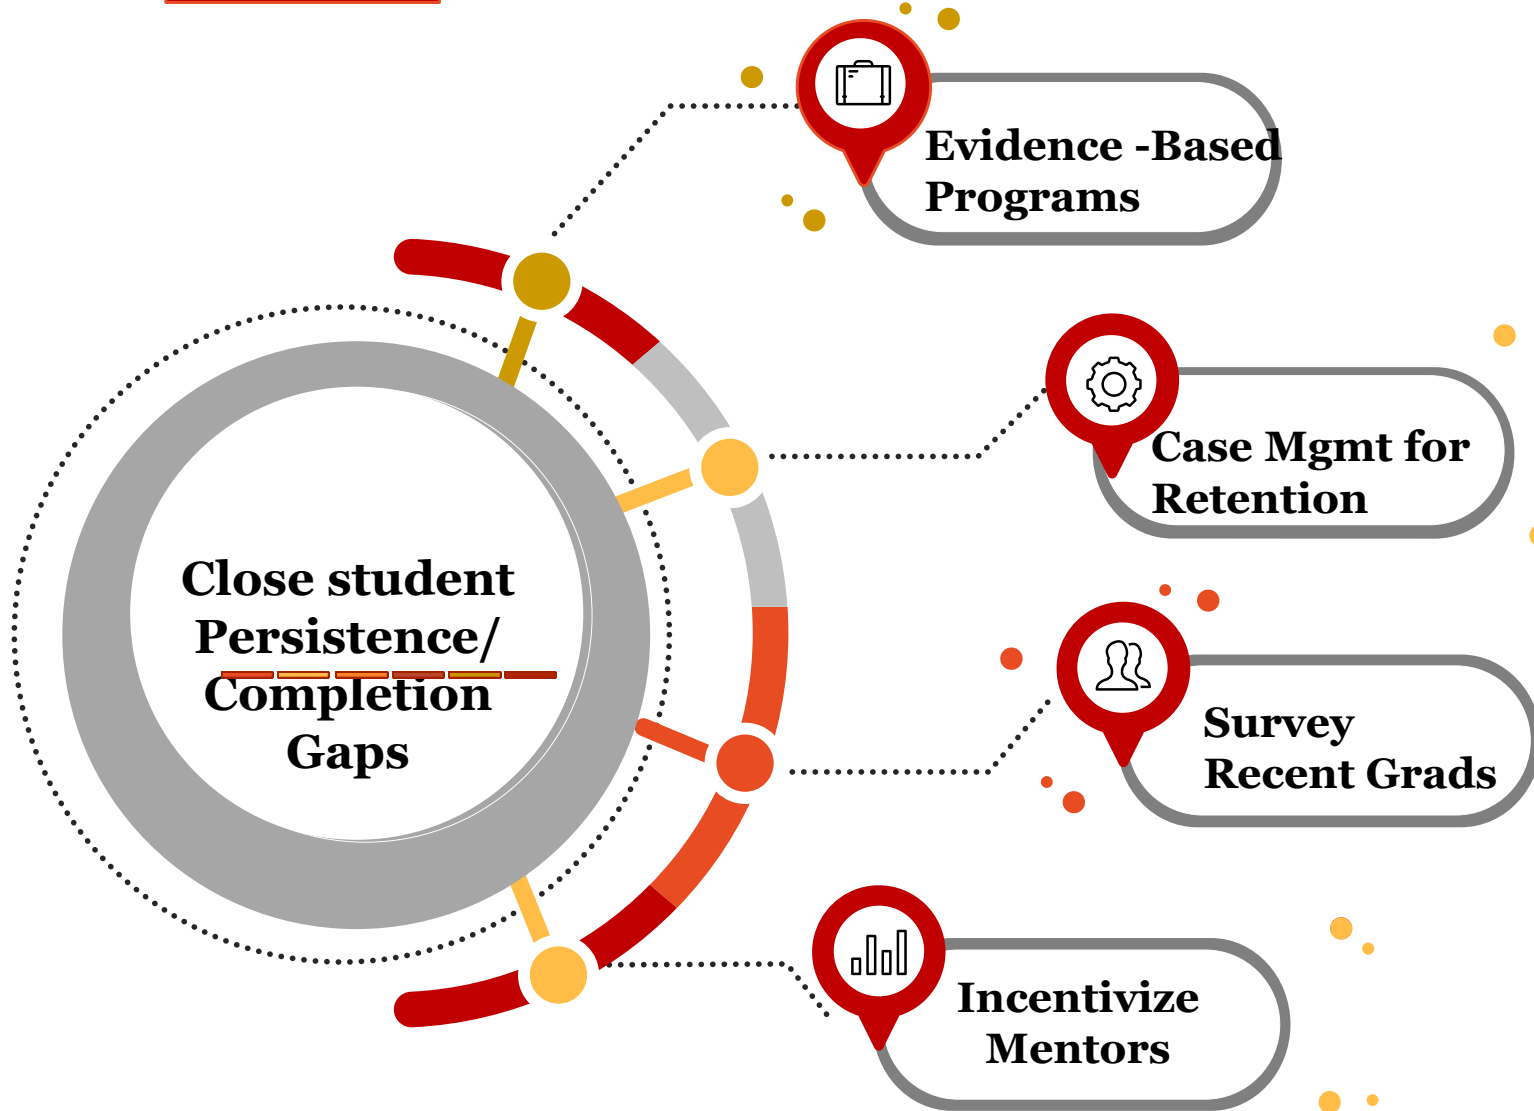 Evidence -Based
Programs
Case Mgmt for
Retention
Close student
Persistence/
Completion
Gaps
Survey
Recent Grads
Incentivize
Mentors